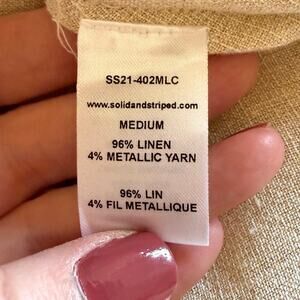 SS21-402MLC
www.solidandstriped.com
MEDIUM
96% LINEN
4% METALLIC YARN
96% LIN
4% FIL METALLIQUE